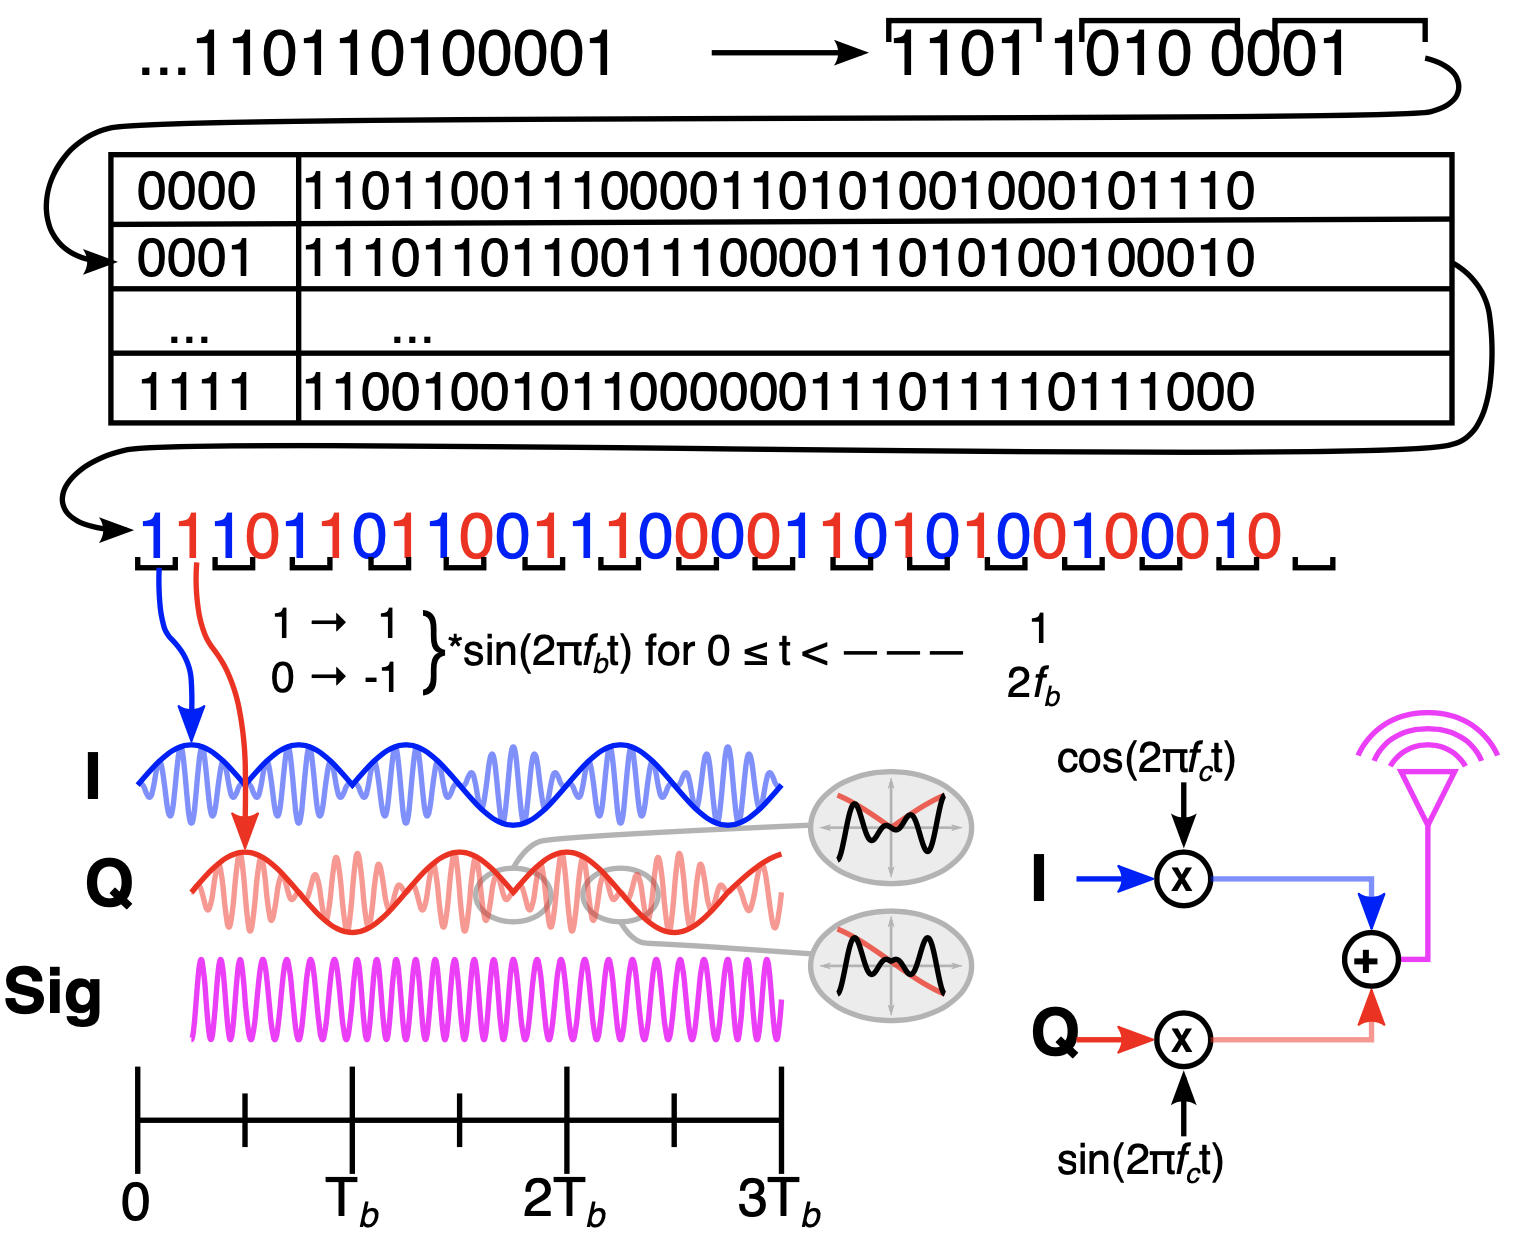 ...110110100001 1101 1010 0001
0000 11011001110000110101001000101110
0001 11101101100111000011010100100010
... ...
1111 11001001011000000111011110111000
11101101100111000011010100100010
1 → 1
0 → -1
}*sin(2πf_bt) for 0 ≤ t < — — —
1
2f_b
I
Q
Sig
0 T_b 2T_b 3T_b
cos(2πf_ct)
I x
+
Q x
sin(2πf_ct)